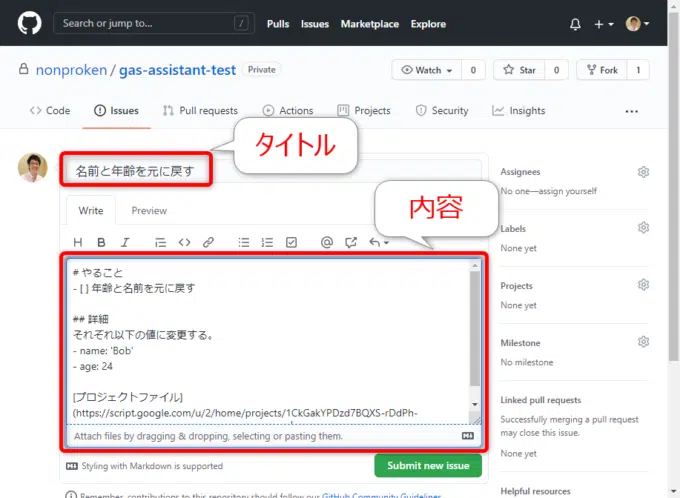 Search or jump to... /
Pulls Issues Marketplace Explore
nonproken / gas-assistant-test Private
Watch 0 Star 0 Fork 1
Code Issues Pull requests Actions Projects Security Insights
タイトル
名前と年齢を元に戻す
Write Preview
内容
# やること
- [ ] 年齢と名前を元に戻す
## 詳細
それぞれ以下の値に変更する。
- name: 'Bob'
- age: 24
[プロジェクトファイル]
(https://script.google.com/u/2/home/projects/1CkGakYPDzd7BQXS-rDdPh-
Attach files by dragging & dropping, selecting or pasting them.
Styling with Markdown is supported
Submit new issue
Remember, contributions to this repository should follow our GitHub Community Guidelines.
Assignees
No one—assign yourself
Labels
None yet
Projects
None yet
Milestone
No milestone
Linked pull requests
Successfully merging a pull request
may close this issue.
Helpful resources